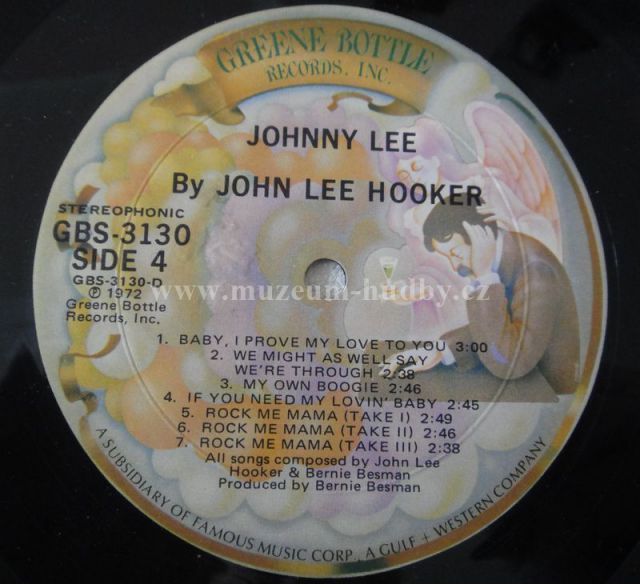 GREENE BOTTLE
RECORDS, INC.
JOHNNY LEE
By JOHN LEE HOOKER
STEREOPHONIC
GBS-3130
SIDE 4
GBS-3130-D
℗ 1972
Greene Bottle
Records, Inc.
www.muzeum-hudby.cz
1. BABY, I PROVE MY LOVE TO YOU 3:00
2. WE MIGHT AS WELL SAY
WE'RE THROUGH 2:38
3. MY OWN BOOGIE 2:46
4. IF YOU NEED MY LOVIN' BABY 2:45
5. ROCK ME MAMA (TAKE I) 2:49
6. ROCK ME MAMA (TAKE II) 2:46
7. ROCK ME MAMA (TAKE III) 2:38
All songs composed by John Lee
Hooker & Bernie Besman
Produced by Bernie Besman
A SUBSIDIARY OF FAMOUS MUSIC CORP., A GULF + WESTERN COMPANY